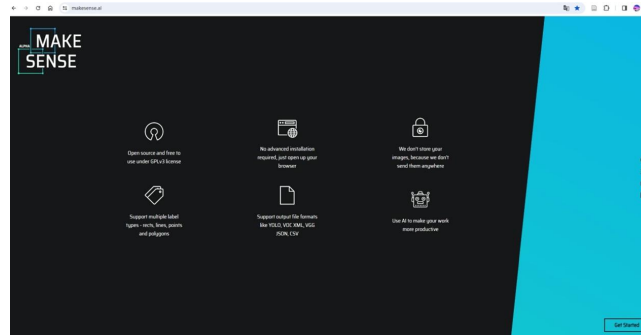 makesense.ai
ALPHA
MAKE
SENSE
Open source and free to
use under GPLv3 license
No advanced installation
required, just open up your
browser
We don't store your
images, because we don't
send them anywhere
Support multiple label
types - rects, lines, points
and polygons
Support output file formats
like YOLO, VOC XML, VGG
JSON, CSV
Use AI to make your work
more productive
Get Started